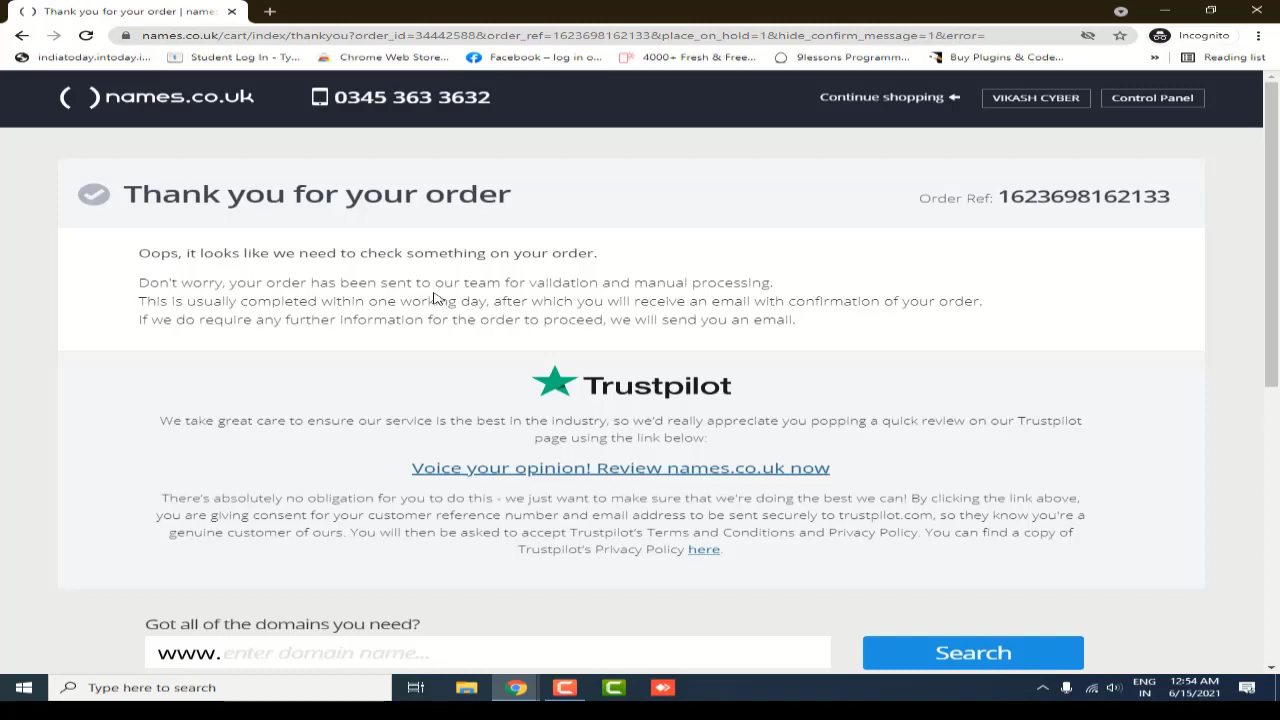 Thank you for your order | name:
names.co.uk/cart/index/thankyou?order_id=34442588&order_ref=1623698162133&place_on_hold=1&hide_confirm_message=1&error=
Incognito
indiatoday.intoday.i...
Student Log In - Ty...
Chrome Web Store...
Facebook – log in o...
4000+ Fresh & Fre...
9lessons Programm...
Buy Plugins & Code...
»
Reading list
names.co.uk
0345 363 3632
Continue shopping
VIKASH CYBER
Control Panel
Thank you for your order
Order Ref: 1623698162133
Oops, it looks like we need to check something on your order.
Don't worry, your order has been sent to our team for validation and manual processing.
This is usually completed within one working day, after which you will receive an email with confirmation of your order.
If we do require any further information for the order to proceed, we will send you an email.
Trustpilot
We take great care to ensure our service is the best in the industry, so we'd really appreciate you popping a quick review on our Trustpilot
page using the link below:
Voice your opinion! Review names.co.uk now
There's absolutely no obligation for you to do this - we just want to make sure that we're doing the best we can! By clicking the link above,
you are giving consent for your customer reference number and email address to be sent securely to trustpilot.com, so they know you're a
genuine customer of ours. You will then be asked to accept Trustpilot's Terms and Conditions and Privacy Policy. You can find a copy of
Trustpilot's Privacy Policy here.
Got all of the domains you need?
www. enter domain name...
Search
Type here to search
ENG
IN
12:54 AM
6/15/2021